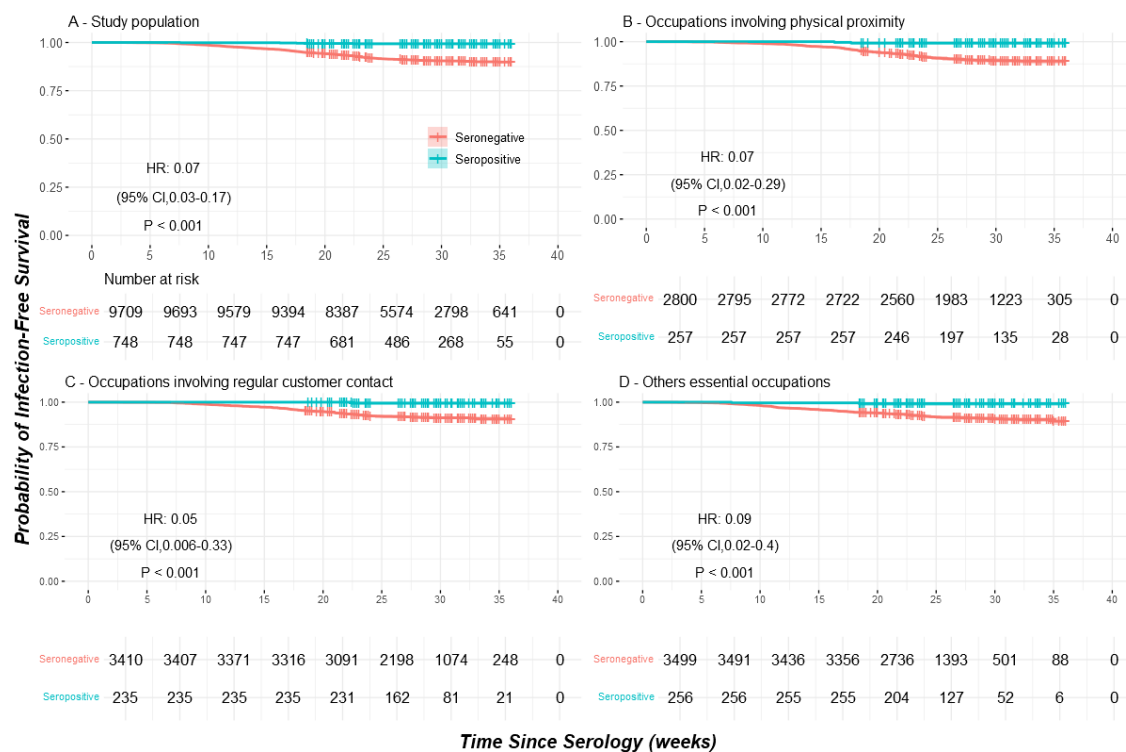 A - Study population
1.00
0.75
0.50
0.25
0.00
Seronegative
Seropositive
HR: 0.07
(95% CI,0.03-0.17)
P < 0.001
0 5 10 15 20 25 30 35 40
Number at risk
Seronegative 9709 9693 9579 9394 8387 5574 2798 641 0
Seropositive 748 748 747 747 681 486 268 55 0
B - Occupations involving physical proximity
1.00
0.75
0.50
0.25
0.00
HR: 0.07
(95% CI,0.02-0.29)
P < 0.001
0 5 10 15 20 25 30 35 40
Seronegative 2800 2795 2772 2722 2560 1983 1223 305 0
Seropositive 257 257 257 257 246 197 135 28 0
Probability of Infection-Free Survival
C - Occupations involving regular customer contact
1.00
0.75
0.50
0.25
0.00
HR: 0.05
(95% CI,0.006-0.33)
P < 0.001
0 5 10 15 20 25 30 35 40
Seronegative 3410 3407 3371 3316 3091 2198 1074 248 0
Seropositive 235 235 235 235 231 162 81 21 0
D - Others essential occupations
1.00
0.75
0.50
0.25
0.00
HR: 0.09
(95% CI,0.02-0.4)
P < 0.001
0 5 10 15 20 25 30 35 40
Seronegative 3499 3491 3436 3356 2736 1393 501 88 0
Seropositive 256 256 255 255 204 127 52 6 0
Time Since Serology (weeks)